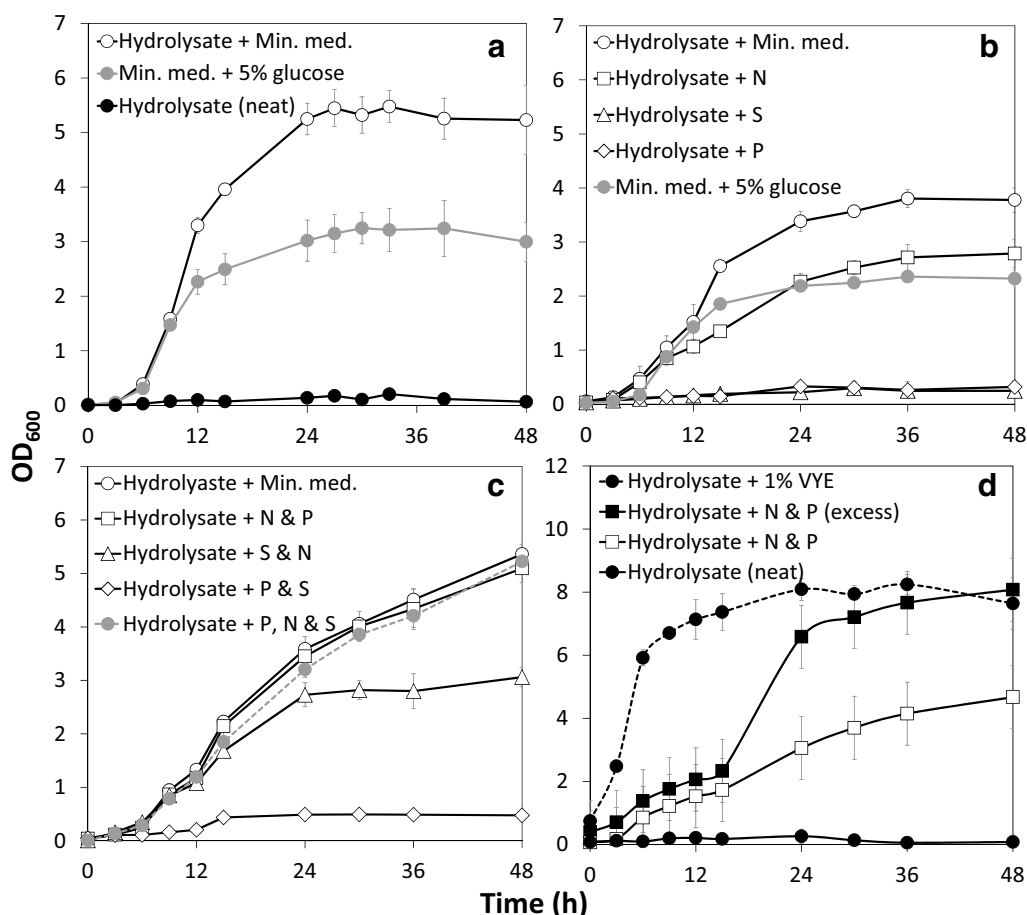 a
7
6
5
4
3
2
1
0
Hydrolysate + Min. med.
Min. med. + 5% glucose
Hydrolysate (neat)
0 12 24 36 48
b
7
6
5
4
3
2
1
0
Hydrolysate + Min. med.
Hydrolysate + N
Hydrolysate + S
Hydrolysate + P
Min. med. + 5% glucose
0 12 24 36 48
OD600
c
7
6
5
4
3
2
1
0
Hydrolyaste + Min. med.
Hydrolysate + N & P
Hydrolysate + S & N
Hydrolysate + P & S
Hydrolysate + P, N & S
0 12 24 36 48
d
12
10
8
6
4
2
0
Hydrolysate + 1% VYE
Hydrolysate + N & P (excess)
Hydrolysate + N & P
Hydrolysate (neat)
0 12 24 36 48
Time (h)